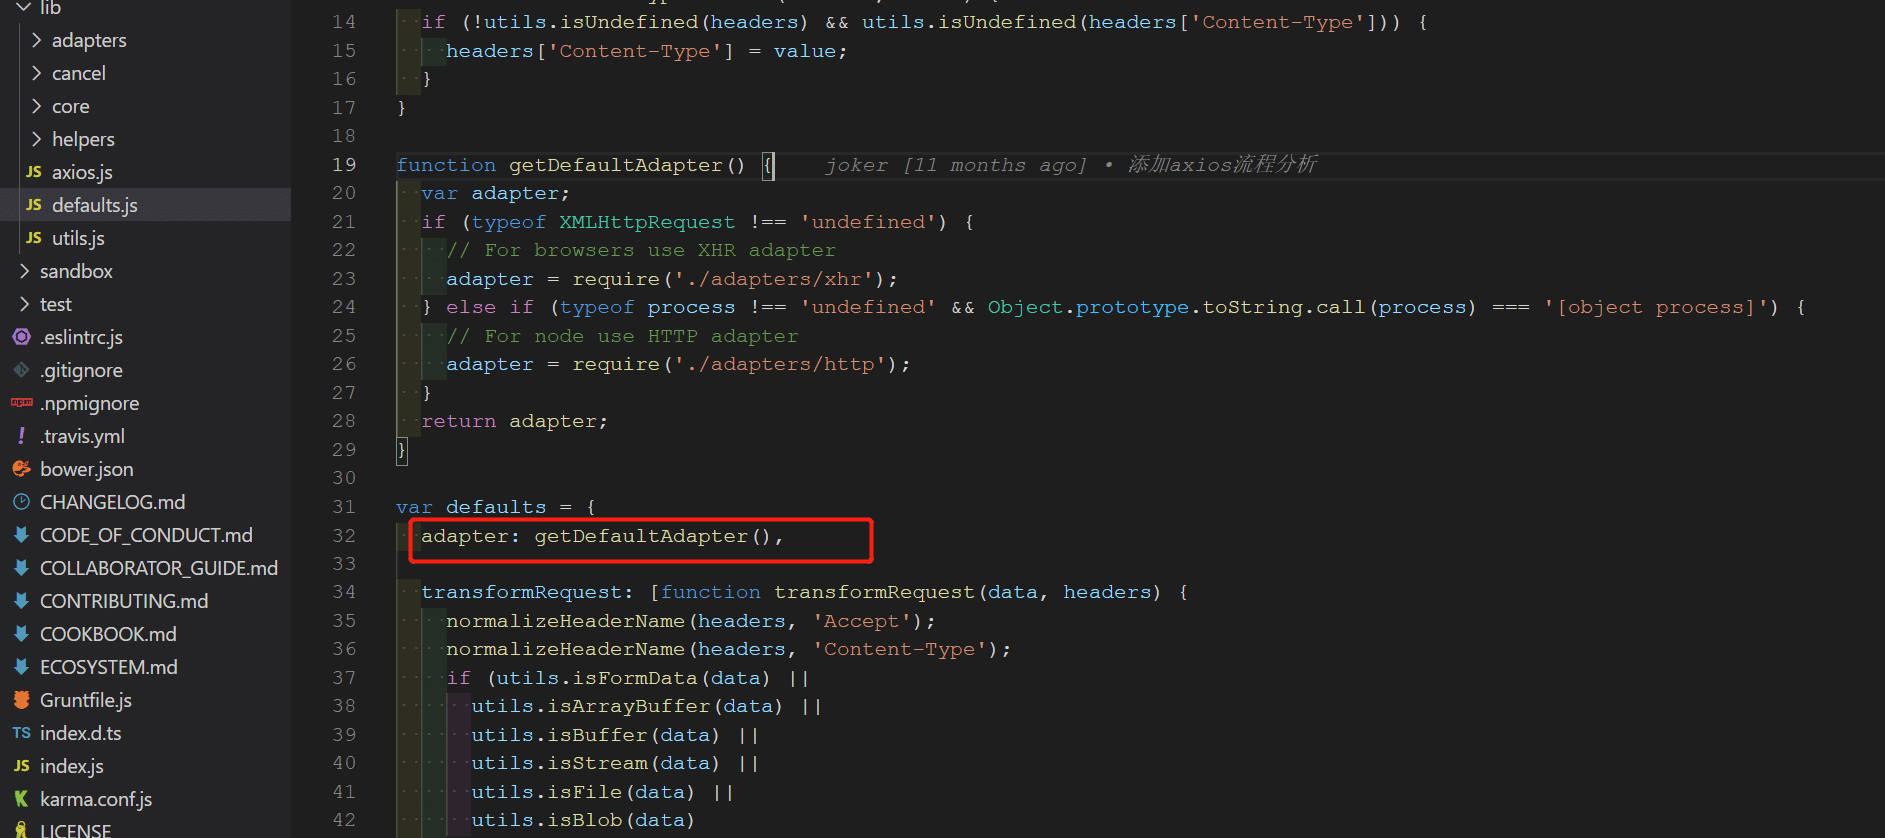 lib
adapters
cancel
core
helpers
JS axios.js
JS defaults.js
JS utils.js
sandbox
test
.eslintrc.js
.gitignore
.npmignore
.travis.yml
bower.json
CHANGELOG.md
CODE_OF_CONDUCT.md
COLLABORATOR_GUIDE.md
CONTRIBUTING.md
COOKBOOK.md
ECOSYSTEM.md
Gruntfile.js
TS index.d.ts
JS index.js
karma.conf.js
LICENSE
14 if (!utils.isUndefined(headers) && utils.isUndefined(headers['Content-Type'])) {
15 headers['Content-Type'] = value;
16 }
17 }
18
19 function getDefaultAdapter() { joker [11 months ago] • 添加axios流程分析
20 var adapter;
21 if (typeof XMLHttpRequest !== 'undefined') {
22 // For browsers use XHR adapter
23 adapter = require('./adapters/xhr');
24 } else if (typeof process !== 'undefined' && Object.prototype.toString.call(process) === '[object process]') {
25 // For node use HTTP adapter
26 adapter = require('./adapters/http');
27 }
28 return adapter;
29 }
30
31 var defaults = {
32 adapter: getDefaultAdapter(),
33
34 transformRequest: [function transformRequest(data, headers) {
35 normalizeHeaderName(headers, 'Accept');
36 normalizeHeaderName(headers, 'Content-Type');
37 if (utils.isFormData(data) ||
38 utils.isArrayBuffer(data) ||
39 utils.isBuffer(data) ||
40 utils.isStream(data) ||
41 utils.isFile(data) ||
42 utils.isBlob(data)